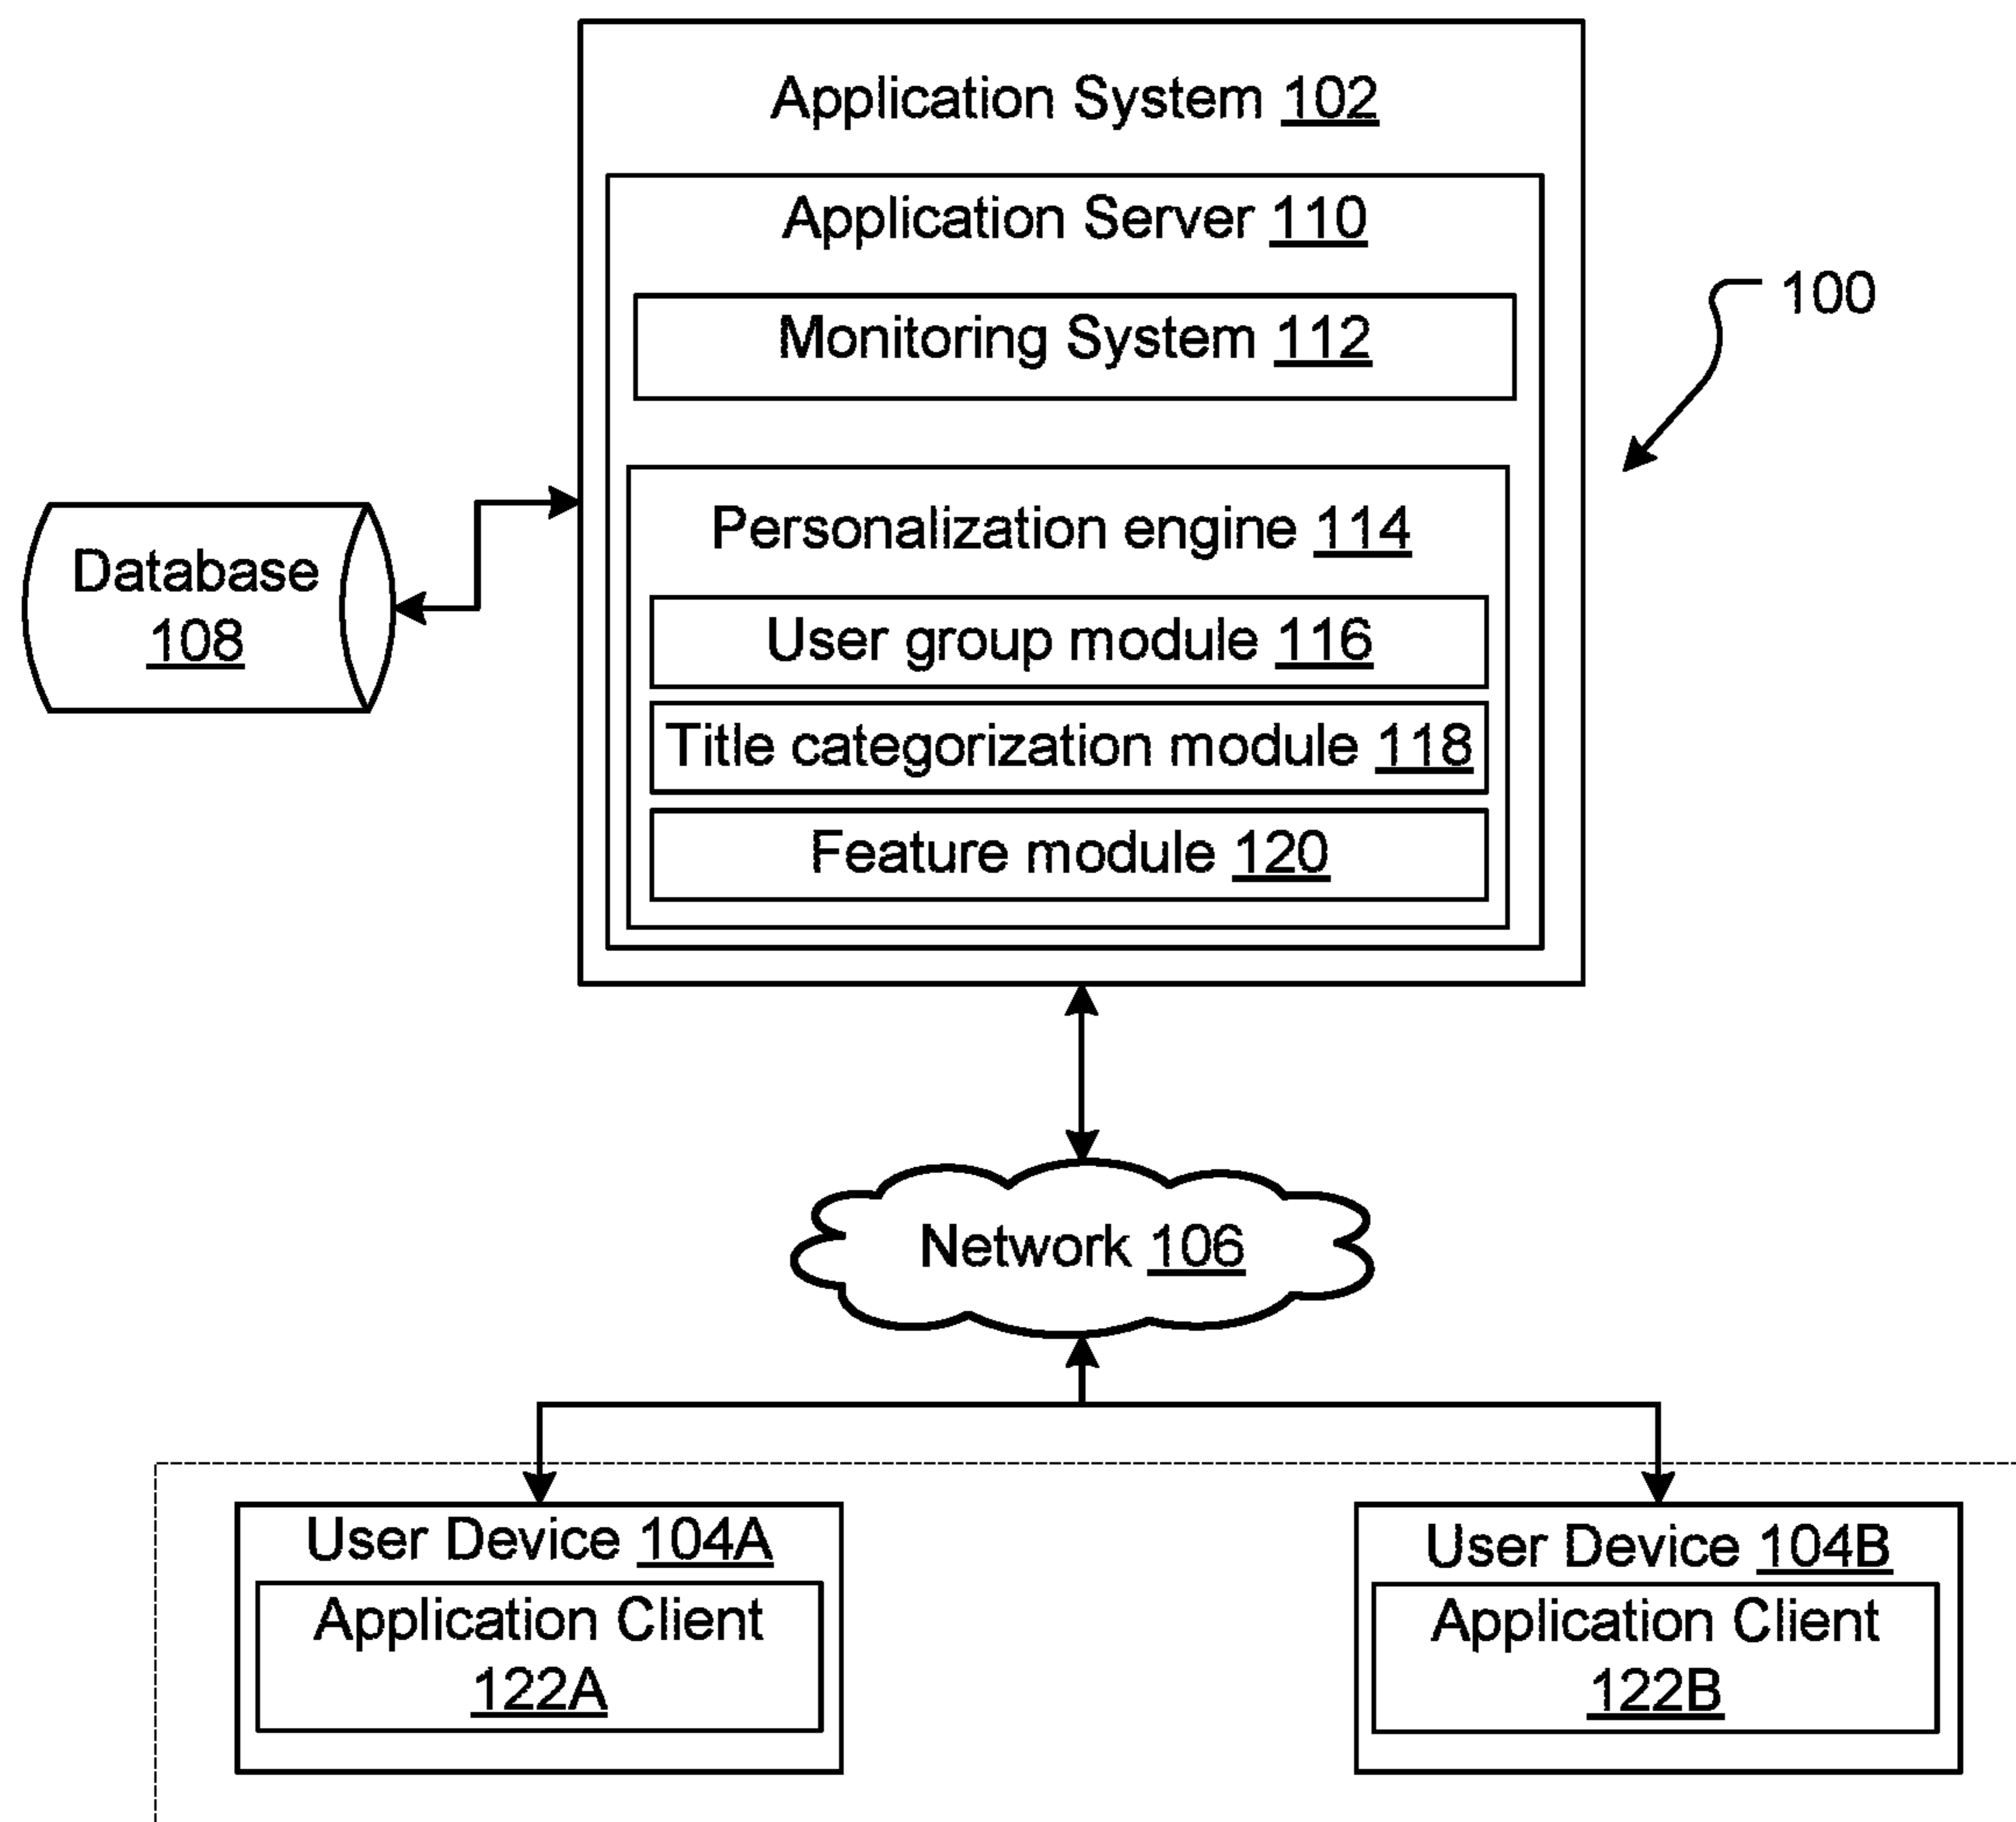 Application System 102
Application Server 110
Monitoring System 112
100
Personalization engine 114
Database
108
User group module 116
Title categorization module 118
Feature module 120
Network 106
User Device 104A
Application Client
122A
User Device 104B
Application Client
122B